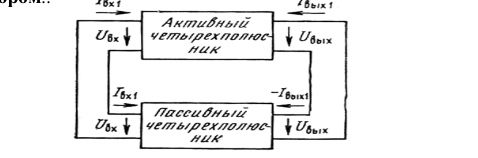 ором..
Iвх1 Iвых1
Активный
четырехполюс-
ник
Uвх Uвых
Iвх1 -Iвых1
Пассивный
четырехполюс-
ник
Uвх Uвых